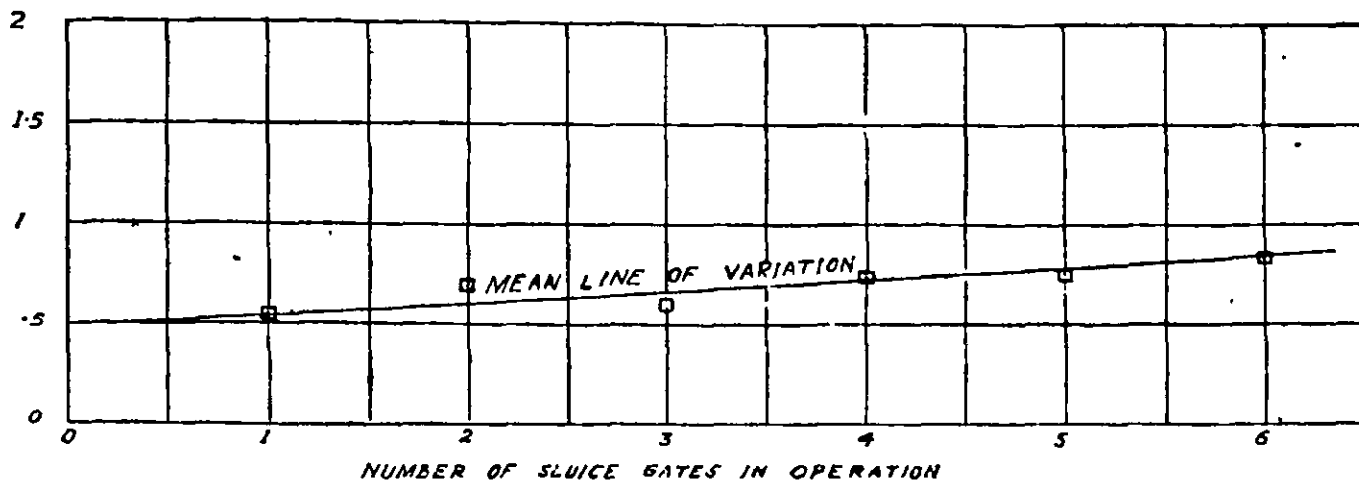 2
1.5
1
.5
0
MEAN LINE OF VARIATION
0 1 2 3 4 5 6
NUMBER OF SLUICE GATES IN OPERATION